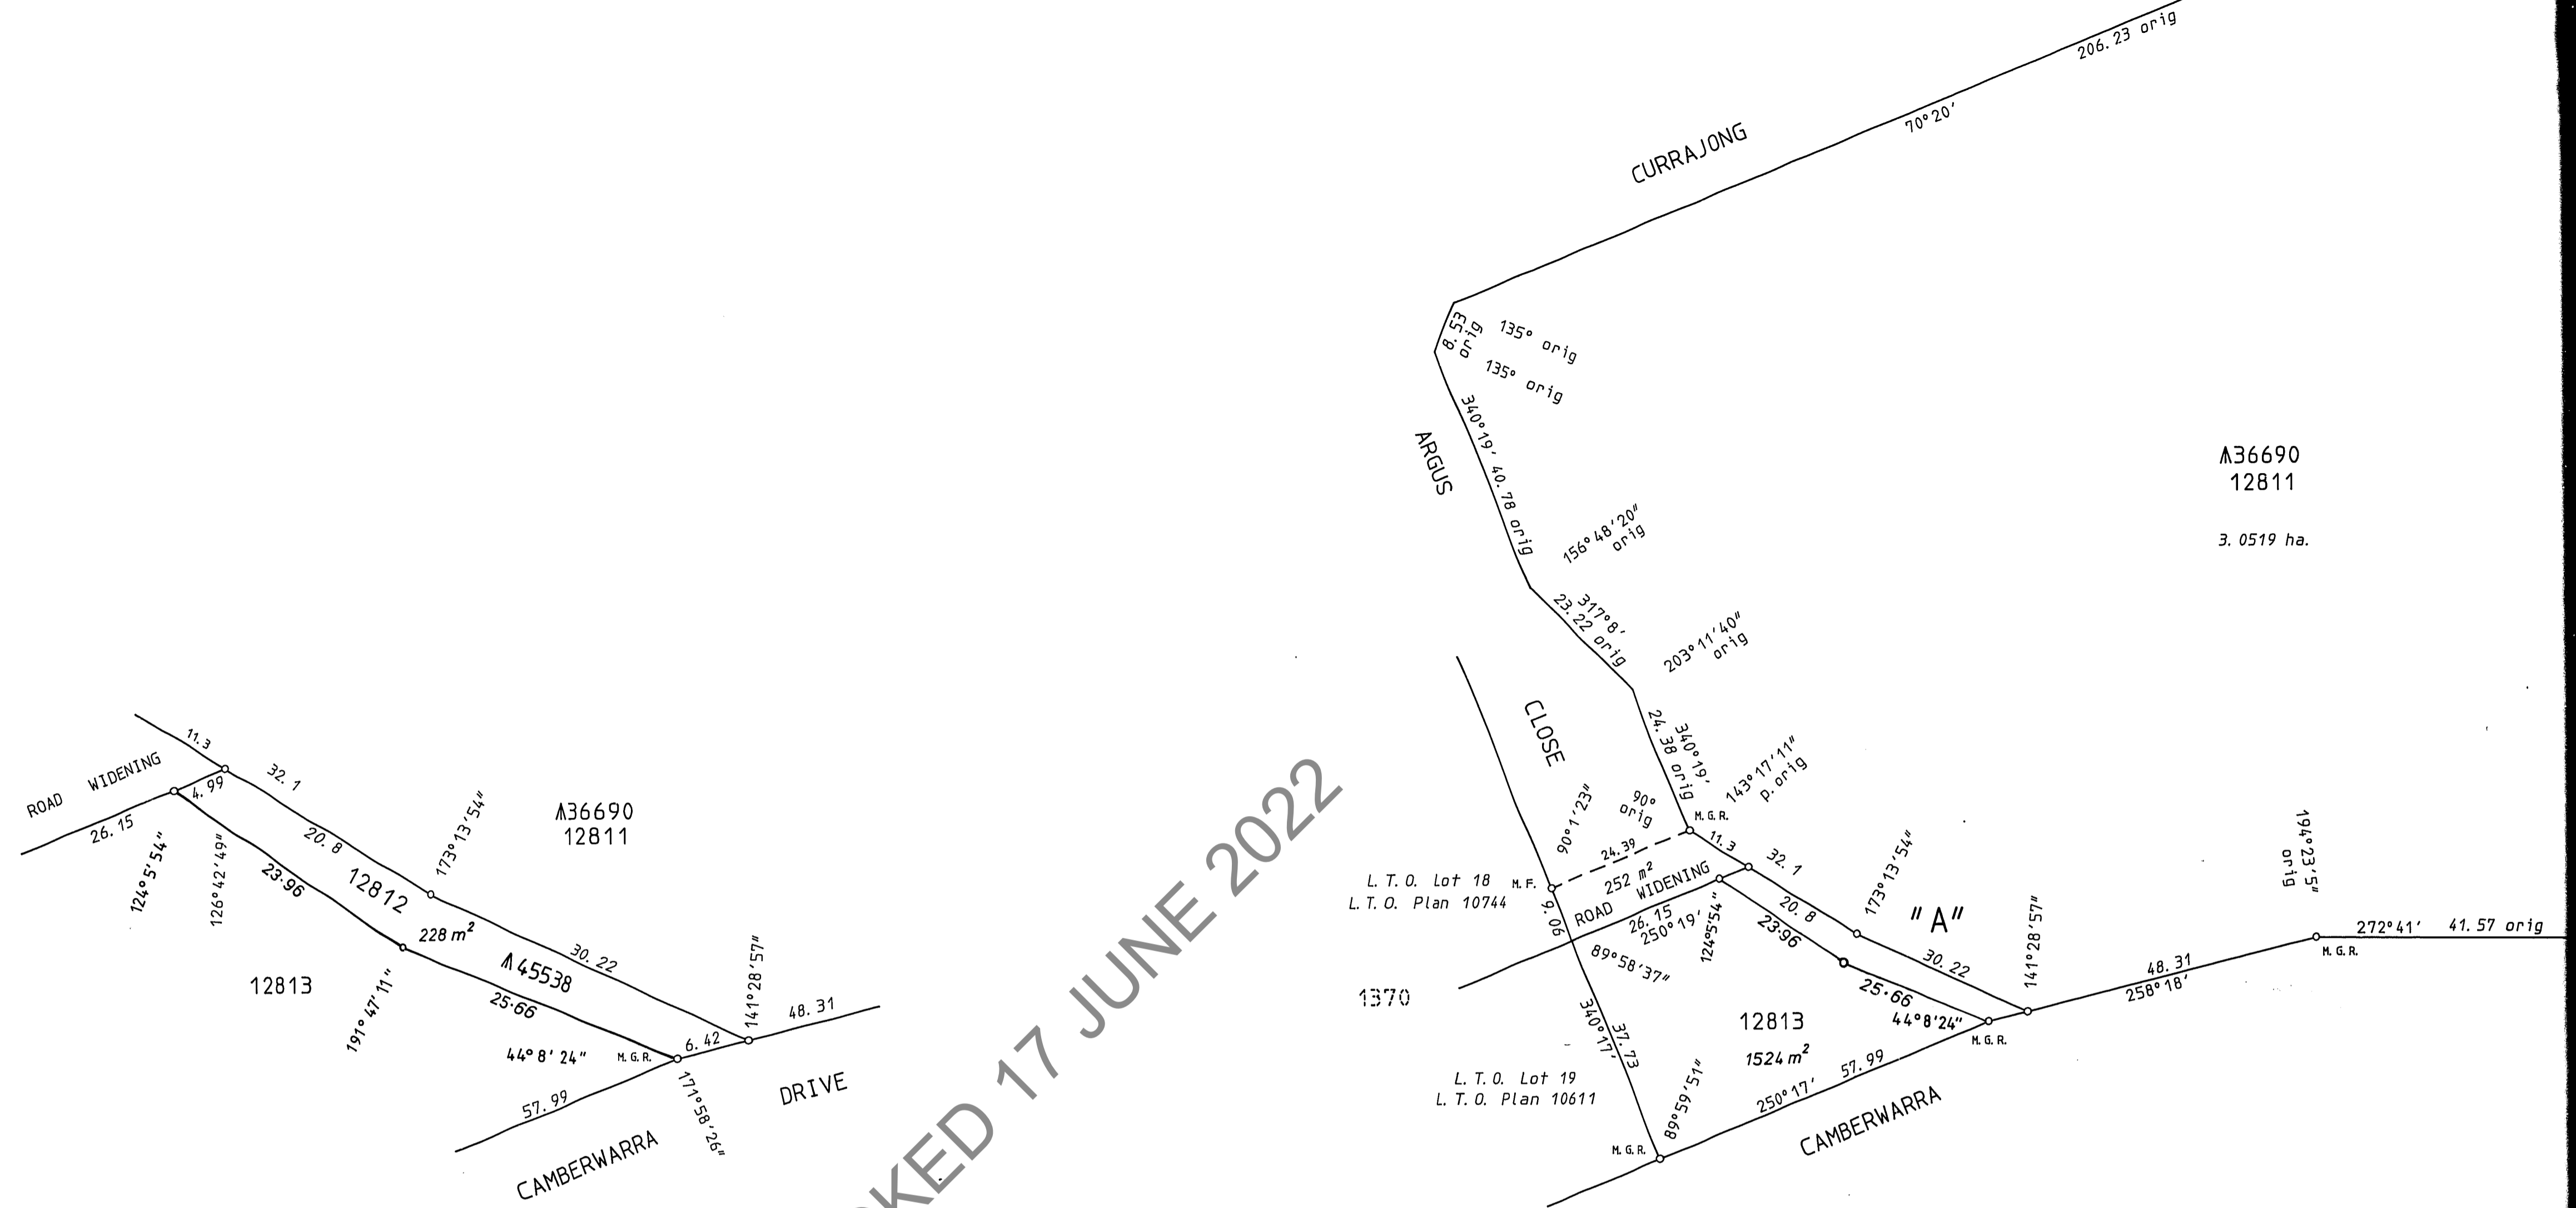 206.23 orig
70°20'
CURRAJONG
8.53
orig
135° orig
135° orig
340°19' 40.78 orig
ARGUS
156°48'20"
orig
⩚36690
12811
3.0519 ha.
317°8'
23.22 orig
203°11'40"
orig
CLOSE
340°19'
24.38 orig
143°17'11"
p. orig
M.G.R.
90°1'23"
90°
orig
24.39
11.3
32.1
L.T.O. Lot 18
L.T.O. Plan 10744
M.F.
9.06
252 m²
ROAD WIDENING
26.15
250°19'
124°5'54"
89°58'37"
20.8
23.96
173°13'54"
"A"
30.22
25.66
141°28'57"
194°23'5"
orig
272°41' 41.57 orig
M.G.R.
48.31
258°18'
44°8'24"
M.G.R.
1370
12813
1524 m²
340°17'
37.73
L.T.O. Lot 19
L.T.O. Plan 10611
89°59'51"
250°17' 57.99
M.G.R.
CAMBERWARRA
11.3
ROAD WIDENING
4.99
32.1
26.15
124°5'54"
126°42'49"
20.8
23.96
12812
173°13'54"
⩚36690
12811
228 m²
⩚45538
30.22
12813
191°47'11"
25.66
141°28'57"
48.31
44°8'24"
M.G.R.
6.42
57.99
171°58'26"
DRIVE
CAMBERWARRA
KED 17 JUNE 2022